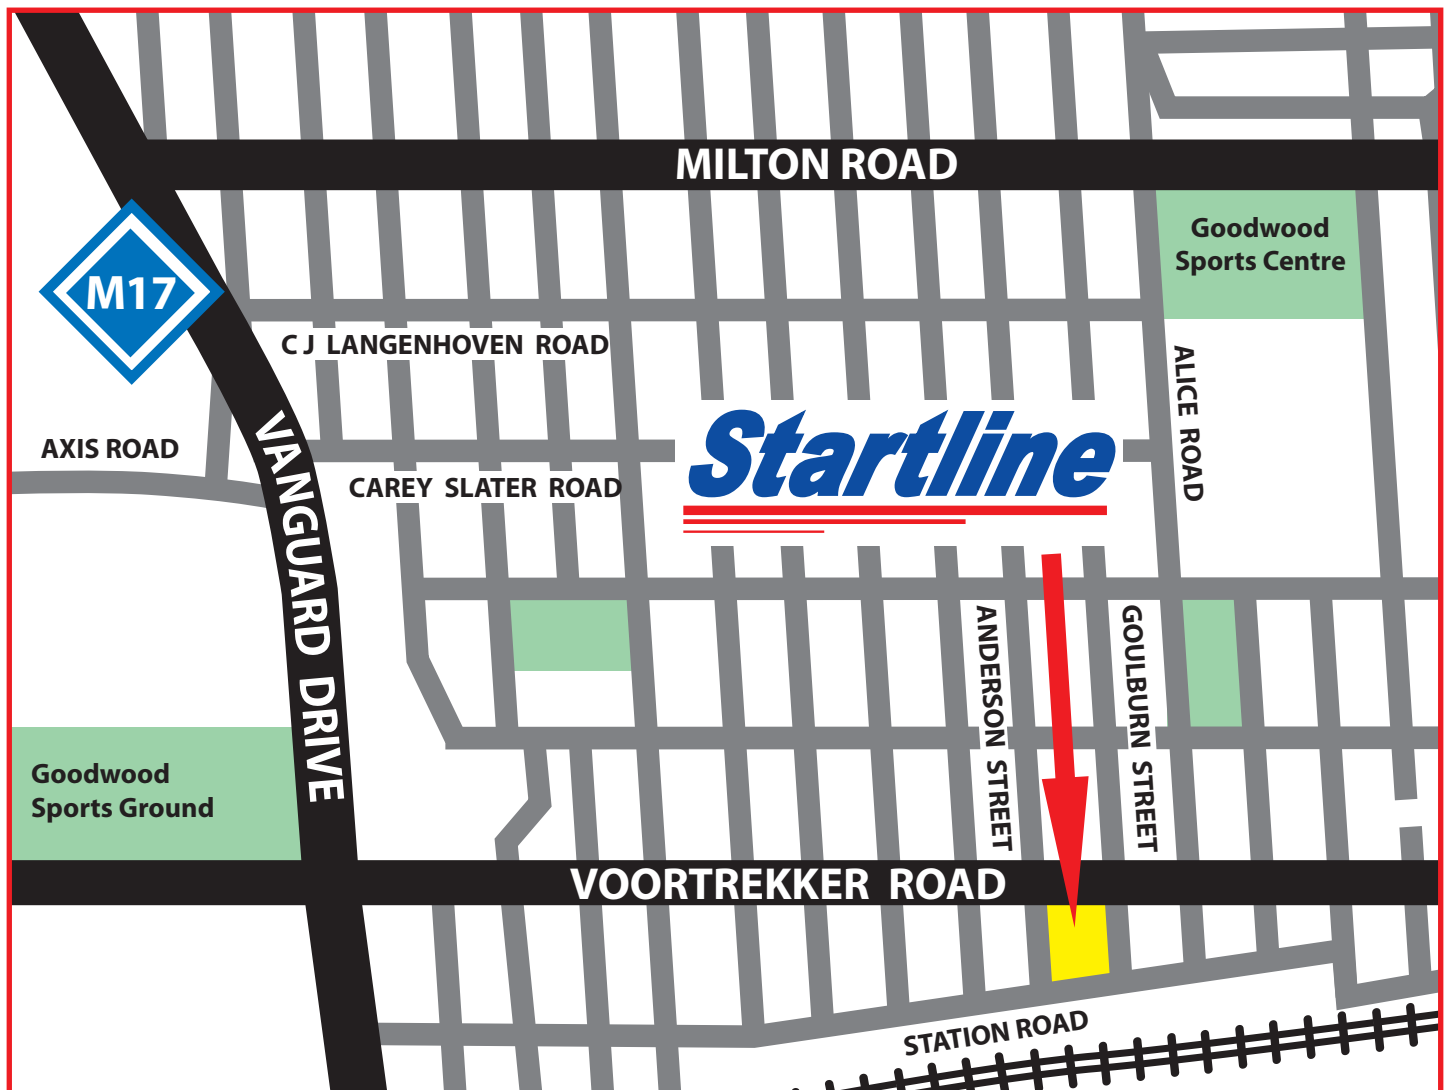 MILTON ROAD
Goodwood
Sports Centre
M17
C J LANGENHOVEN ROAD
ALICE ROAD
AXIS ROAD
VANGUARD DRIVE
CAREY SLATER ROAD
Startline
ANDERSON STREET
GOULBURN STREET
Goodwood
Sports Ground
VOORTREKKER ROAD
STATION ROAD